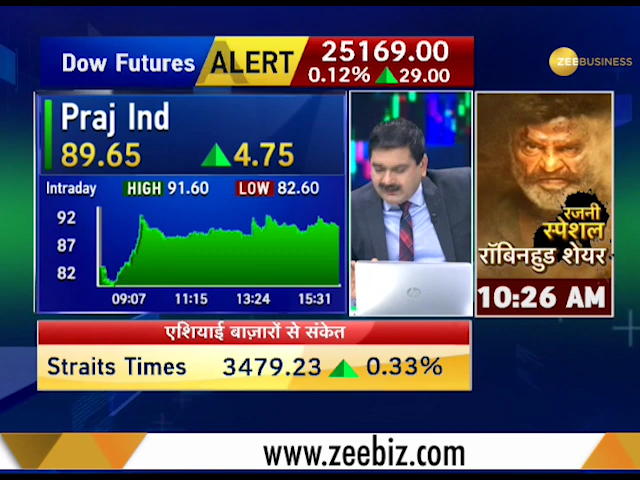 Dow Futures
ALERT
25169.00
0.12% ▲ 29.00
ZEE BUSINESS
Praj Ind
89.65 ▲ 4.75
Intraday HIGH 91.60 LOW 82.60
92
87
82
09:07 11:15 13:24 15:31
रजनी
स्पेशल
रॉबिनहुड शेयर
10:26 AM
hp
एशियाई बाज़ारों से संकेत
Straits Times 3479.23 ▲ 0.33%
www.zeebiz.com